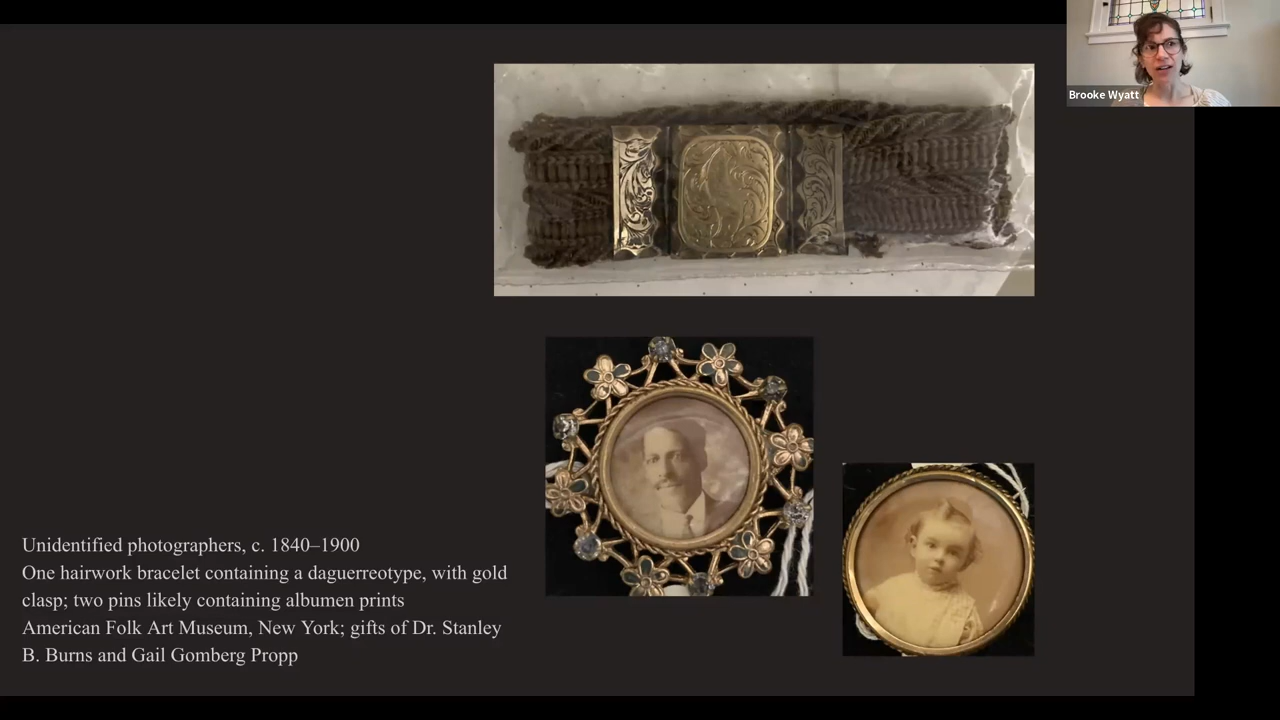 Brooke Wyatt
Unidentified photographers, c. 1840–1900
One hairwork bracelet containing a daguerreotype, with gold
clasp; two pins likely containing albumen prints
American Folk Art Museum, New York; gifts of Dr. Stanley
B. Burns and Gail Gomberg Propp